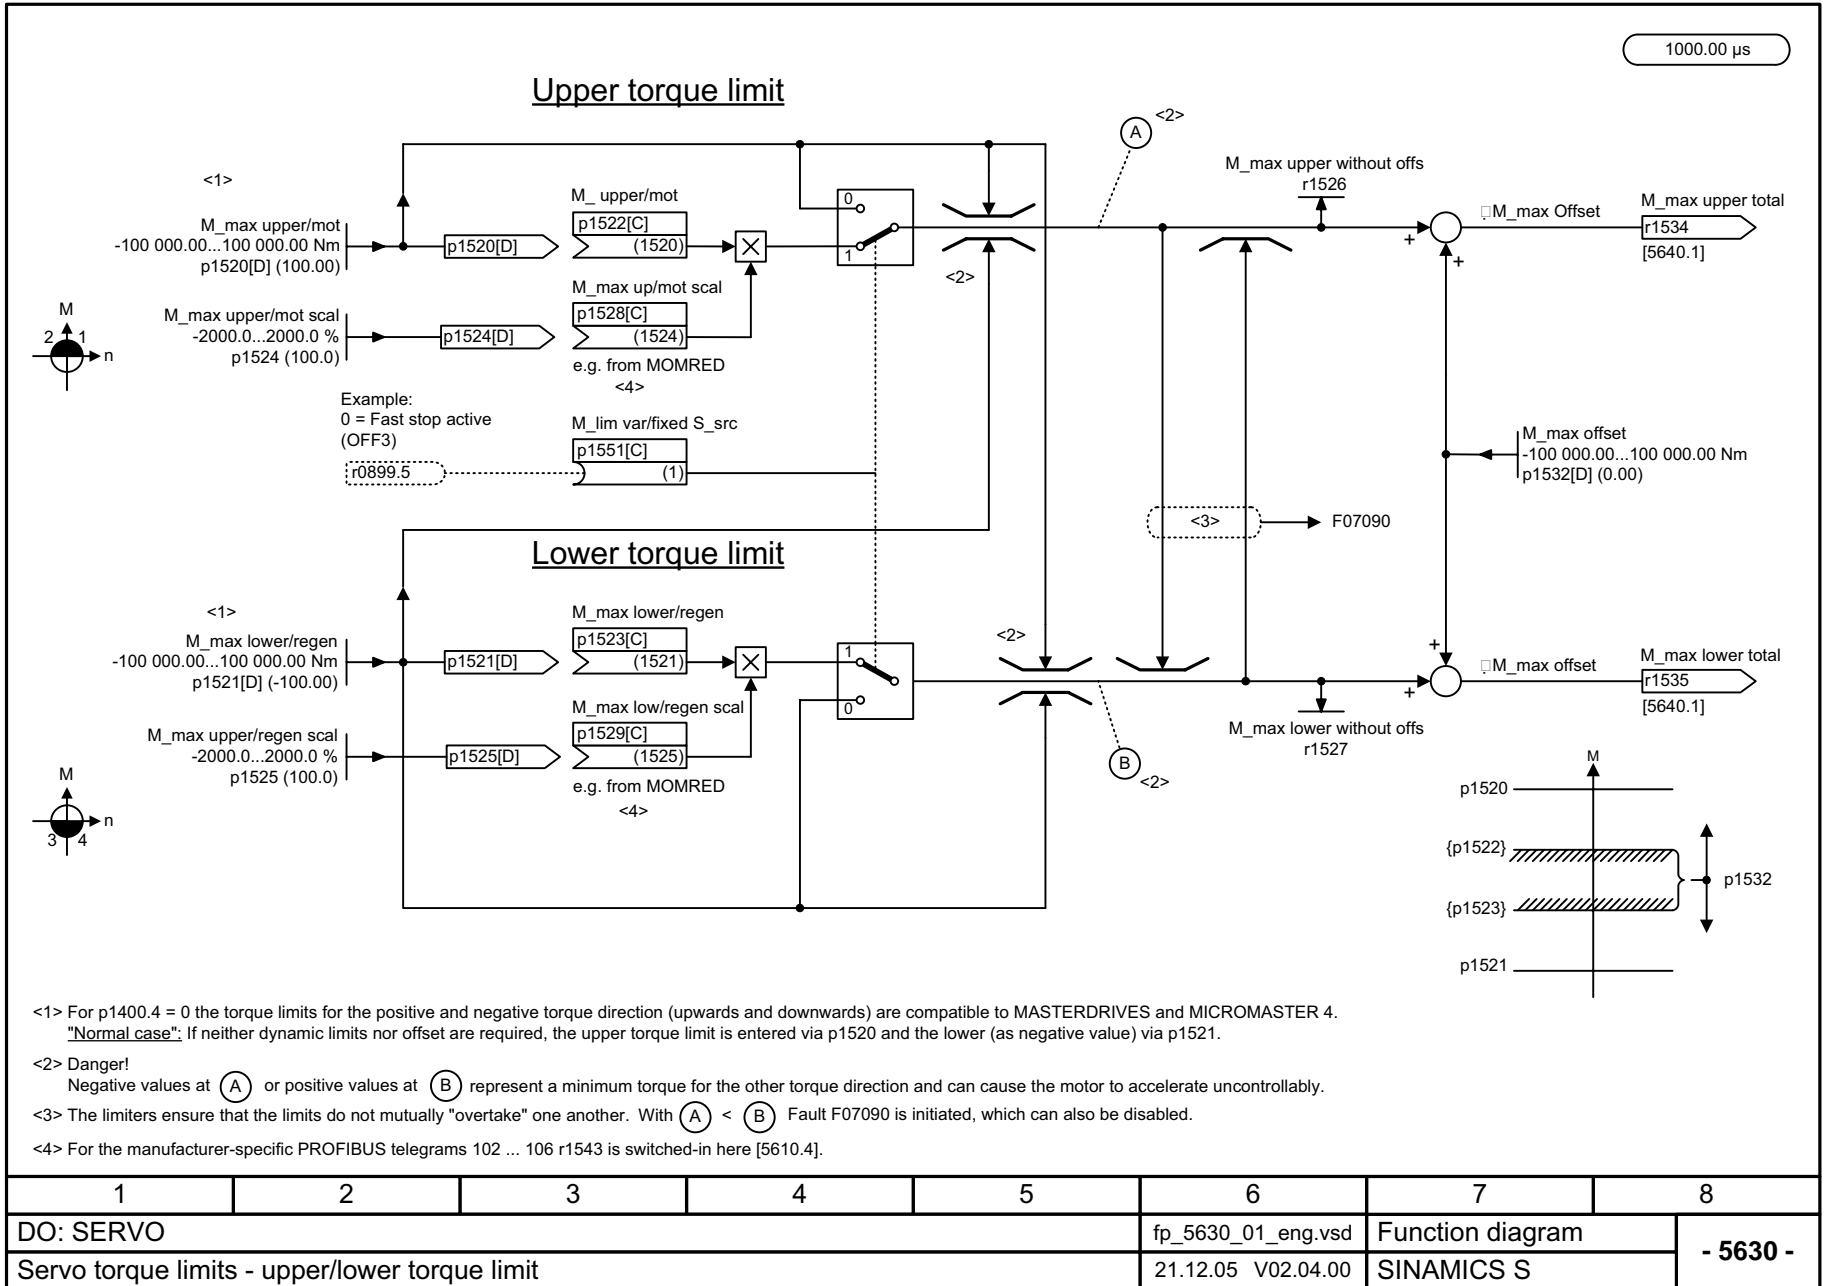 1000.00 µs
Upper torque limit
A
<2>
<1>
M_max upper/mot
-100 000.00...100 000.00 Nm
p1520[D] (100.00)
p1520[D]
M_ upper/mot
p1522[C]
(1520)
0
1
<2>
M_max upper without offs
r1526
+
+
M_max Offset
M_max upper total
r1534
[5640.1]
M
2 1
n
M_max upper/mot scal
-2000.0...2000.0 %
p1524 (100.0)
p1524[D]
M_max up/mot scal
p1528[C]
(1524)
e.g. from MOMRED
<4>
Example:
0 = Fast stop active
(OFF3)
r0899.5
M_lim var/fixed S_src
p1551[C]
(1)
M_max offset
-100 000.00...100 000.00 Nm
p1532[D] (0.00)
<3>
F07090
Lower torque limit
<1>
M_max lower/regen
-100 000.00...100 000.00 Nm
p1521[D] (-100.00)
p1521[D]
M_max lower/regen
p1523[C]
(1521)
1
0
<2>
+
+
M_max offset
M_max lower total
r1535
[5640.1]
M_max upper/regen scal
-2000.0...2000.0 %
p1525 (100.0)
p1525[D]
M_max low/regen scal
p1529[C]
(1525)
e.g. from MOMRED
<4>
M
n
3 4
B
<2>
M_max lower without offs
r1527
M
p1520
{p1522}
p1532
{p1523}
p1521
<1> For p1400.4 = 0 the torque limits for the positive and negative torque direction (upwards and downwards) are compatible to MASTERDRIVES and MICROMASTER 4.
"Normal case": If neither dynamic limits nor offset are required, the upper torque limit is entered via p1520 and the lower (as negative value) via p1521.
<2> Danger!
Negative values at A or positive values at B represent a minimum torque for the other torque direction and can cause the motor to accelerate uncontrollably.
<3> The limiters ensure that the limits do not mutually "overtake" one another. With A < B Fault F07090 is initiated, which can also be disabled.
<4> For the manufacturer-specific PROFIBUS telegrams 102 ... 106 r1543 is switched-in here [5610.4].
1 2 3 4 5 6 7 8
DO: SERVO
fp_5630_01_eng.vsd
Function diagram
- 5630 -
Servo torque limits - upper/lower torque limit
21.12.05 V02.04.00
SINAMICS S